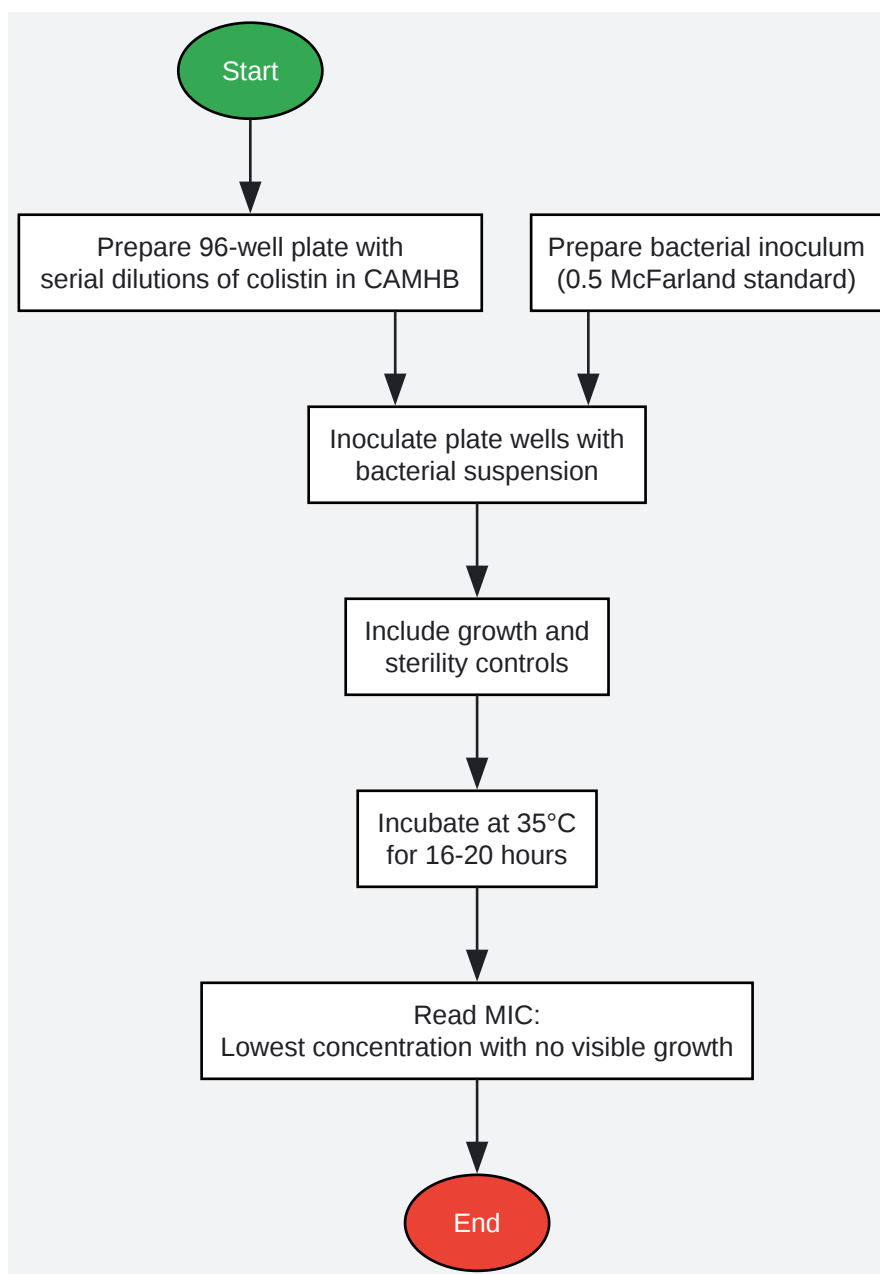 Start
Prepare 96-well plate with
serial dilutions of colistin in CAMHB
Prepare bacterial inoculum
(0.5 McFarland standard)
Inoculate plate wells with
bacterial suspension
Include growth and
sterility controls
Incubate at 35°C
for 16-20 hours
Read MIC:
Lowest concentration with no visible growth
End